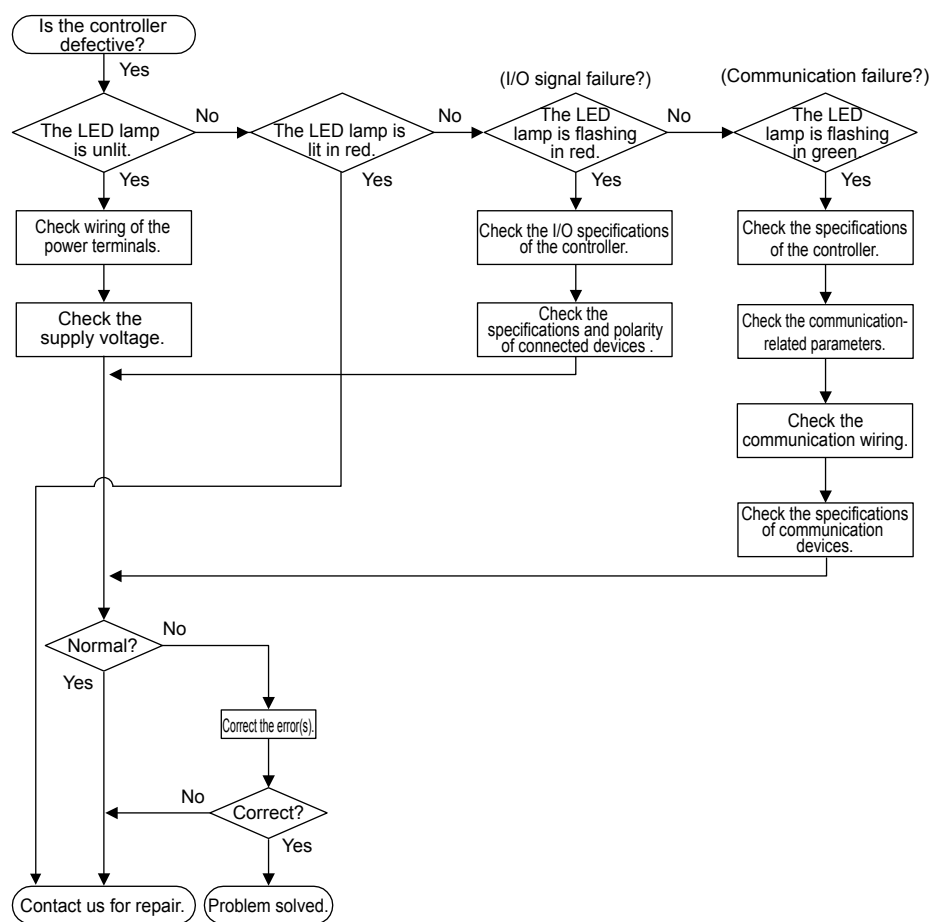 Is the controller
defective?
Yes
(I/O signal failure?)
(Communication failure?)
The LED lamp
is unlit.
No
The LED lamp is
lit in red.
No
The LED
lamp is flashing
in red.
No
The LED
lamp is flashing
in green
Yes
Yes
Yes
Yes
Check wiring of the
power terminals.
Check the I/O specifications
of the controller.
Check the specifications
of the controller.
Check the
supply voltage.
Check the
specifications and polarity
of connected devices .
Check the communication-
related parameters.
Check the
communication wiring.
Check the specifications
of communication
devices.
Normal?
No
Yes
Correct the error(s).
No
Correct?
Yes
Contact us for repair.
Problem solved.